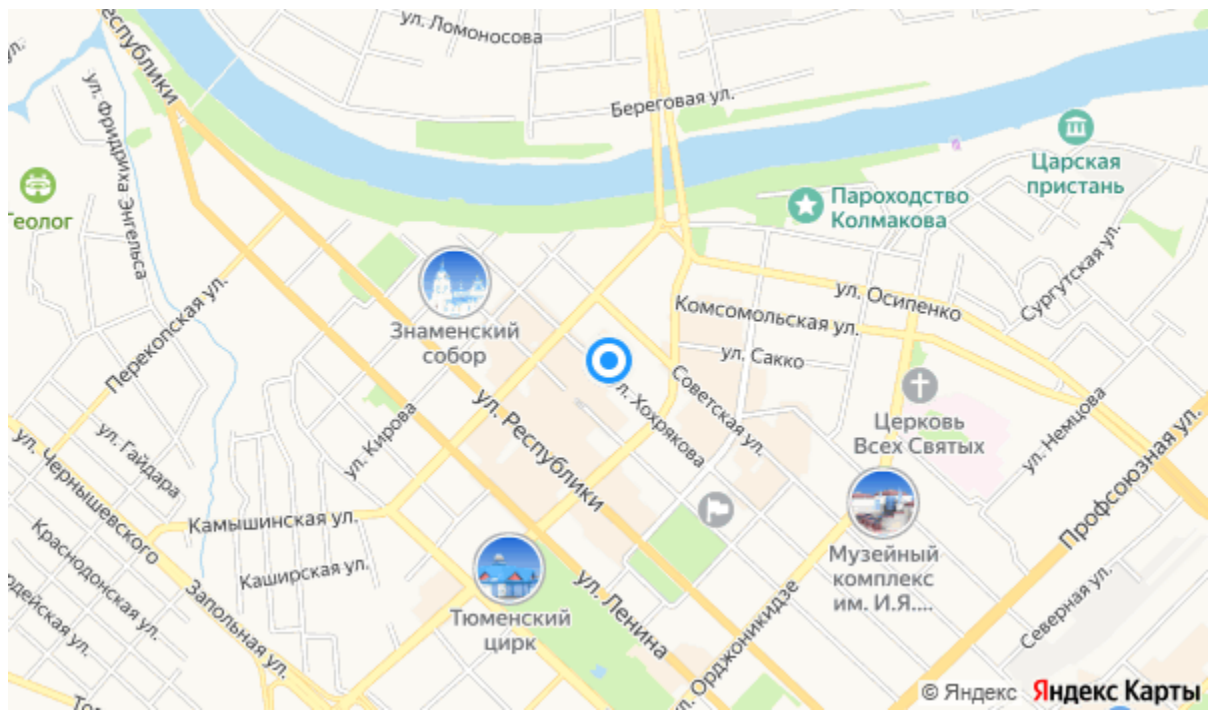 ул. Ломоносова
еспублики
ул.
Береговая ул.
ул. Фридриха Энгельса
Царская
пристань
Пароходство
Колмакова
Геолог
Сургутская ул.
ул. Осипенко
Комсомольская ул.
Знаменский
собор
Перекопская ул.
ул. Сакко
Советская ул.
ул. Хохрякова
ул. Республики
Церковь
Всех Святых
ул. Немцова
ул. Кирова
ул. Гайдара
ул. Чернышевского
Профсоюзная ул.
Камышинская ул.
Краснодонская ул.
Каширская ул.
Музейный
комплекс
им. И.Я....
ул. Ленина
Тюменский
цирк
Северная ул.
Запольная ул.
ул. Орджоникидзе
© Яндекс Яндекс Карты